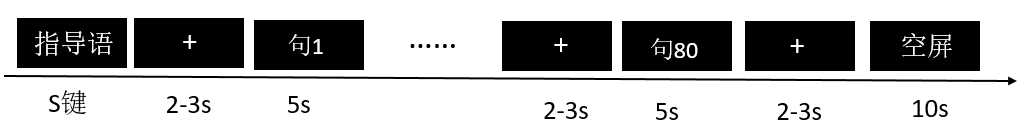 指导语 + 句1 …… + 句80 + 空屏
S键 2-3s 5s 2-3s 5s 2-3s 10s